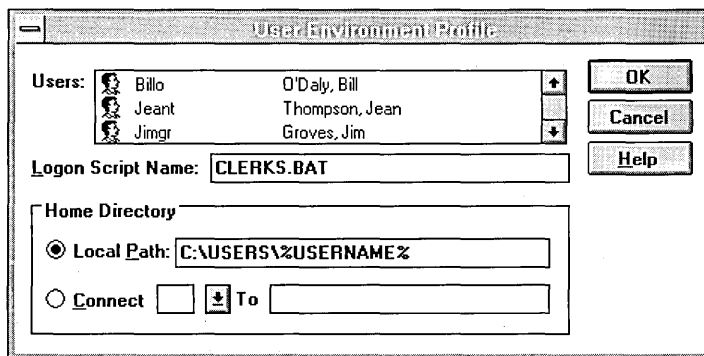 User Environment Profile
Users: Billo O'Daly, Bill
Jeant Thompson, Jean
Jimgr Groves, Jim
OK
Cancel
Help
Logon Script Name: CLERKS.BAT
Home Directory
Local Path: C:\USERS\%USERNAME%
Connect To